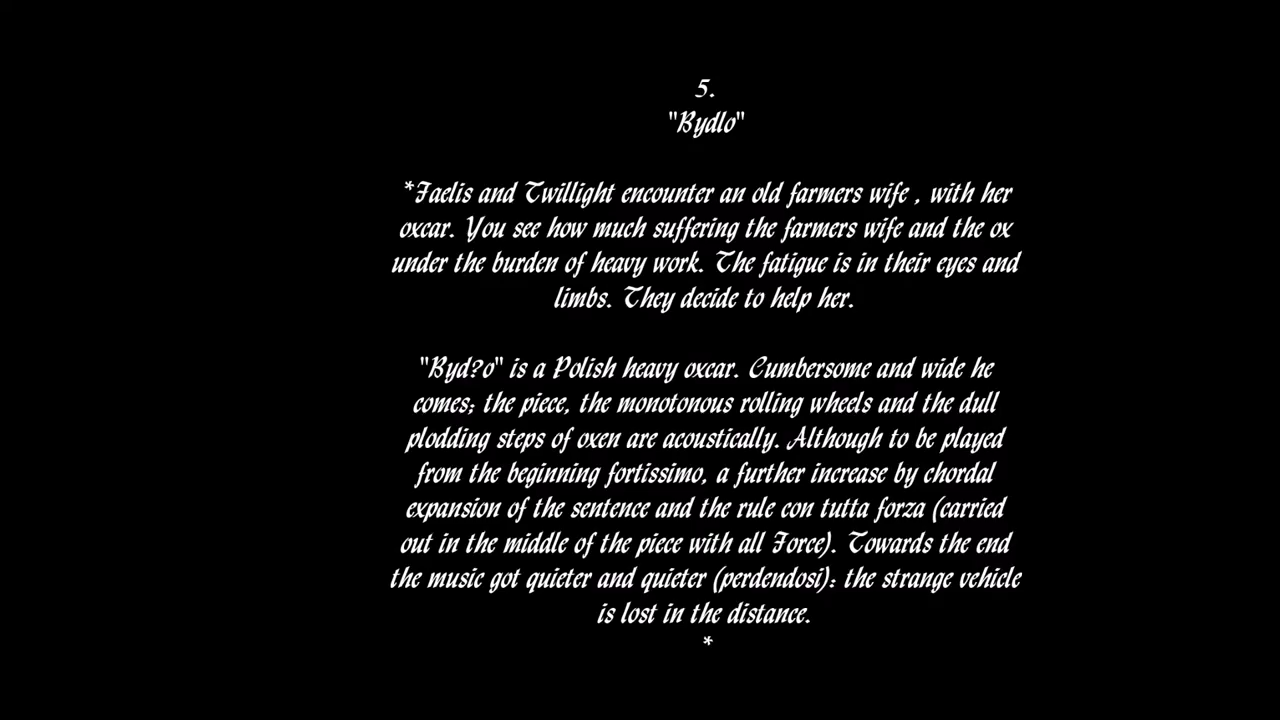 5.
"Bydlo"
*Faelis and Twillight encounter an old farmers wife , with her
oxcar. You see how much suffering the farmers wife and the ox
under the burden of heavy work. The fatigue is in their eyes and
limbs. They decide to help her.
"Byd?o" is a Polish heavy oxcar. Cumbersome and wide he
comes; the piece, the monotonous rolling wheels and the dull
plodding steps of oxen are acoustically. Although to be played
from the beginning fortissimo, a further increase by chordal
expansion of the sentence and the rule con tutta forza (carried
out in the middle of the piece with all Force). Towards the end
the music got quieter and quieter (perdendosi): the strange vehicle
is lost in the distance.
*